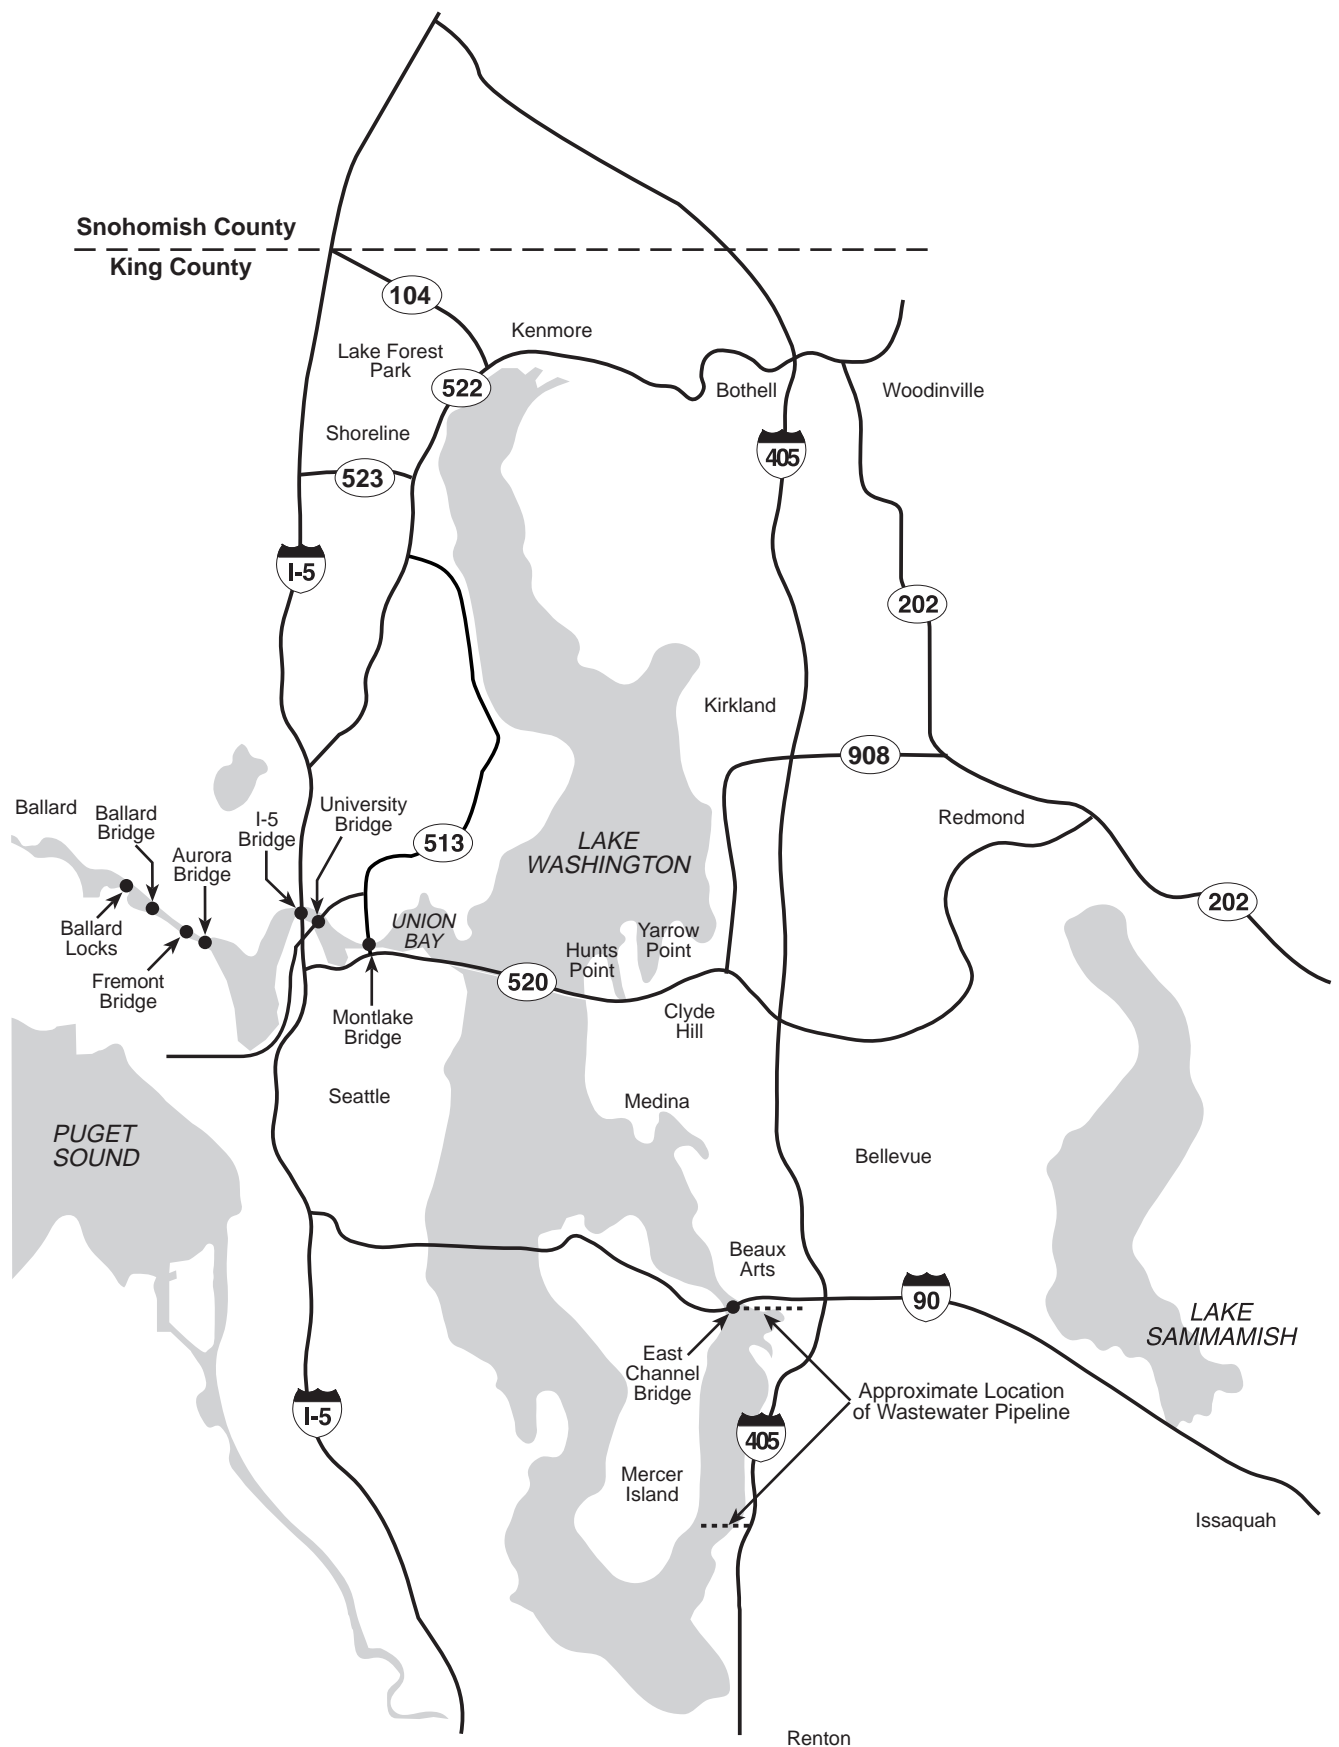 Snohomish County
King County
104
Kenmore
Lake Forest
Park
522
Bothell
Woodinville
Shoreline
405
523
I-5
202
Kirkland
908
Ballard
Ballard
Bridge
I-5
Bridge
University
Bridge
Redmond
513
LAKE
WASHINGTON
Aurora
Bridge
202
UNION
BAY
Ballard
Locks
Yarrow
Point
Hunts
Point
Fremont
Bridge
520
Clyde
Hill
Montlake
Bridge
Seattle
Medina
PUGET
SOUND
Bellevue
Beaux
Arts
90
LAKE
SAMMAMISH
East
Channel
Bridge
Approximate Location
of Wastewater Pipeline
I-5
405
Mercer
Island
Issaquah
Renton